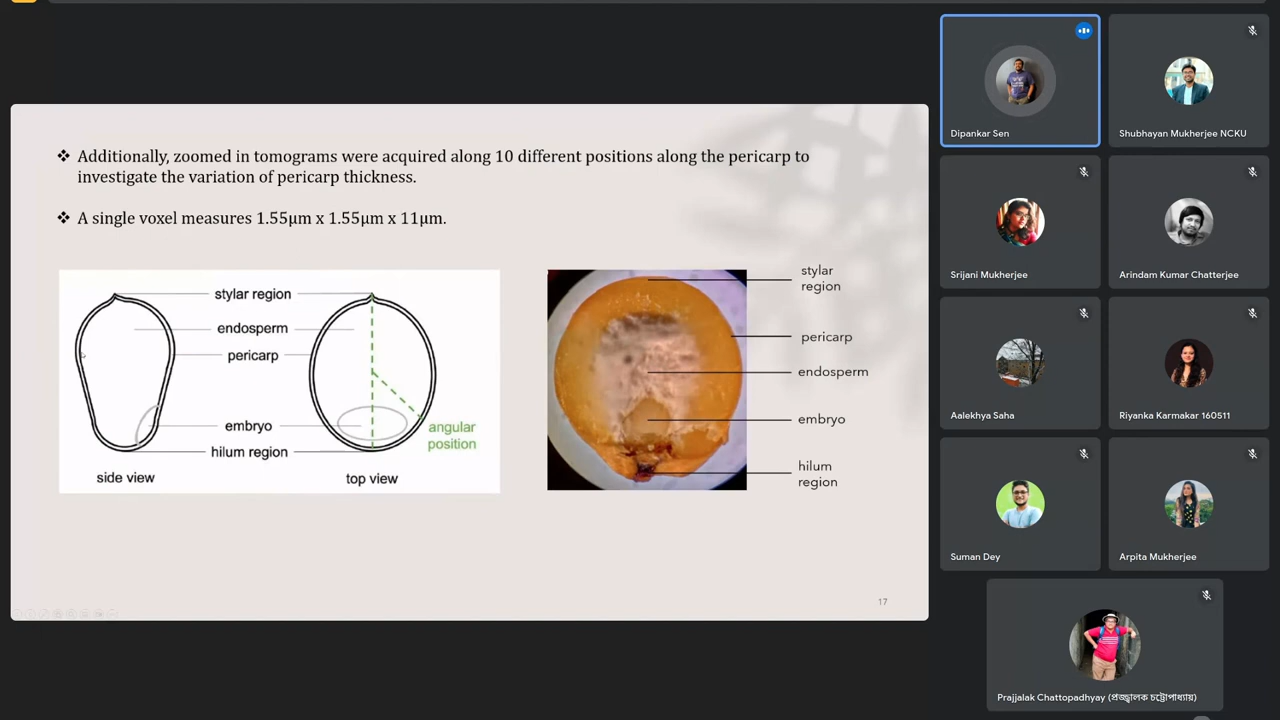 ❖ Additionally, zoomed in tomograms were acquired along 10 different positions along the pericarp to
investigate the variation of pericarp thickness.
❖ A single voxel measures 1.55μm x 1.55μm x 11μm.
stylar region
endosperm
pericarp
embryo
hilum region
angular
position
side view
top view
stylar
region
pericarp
endosperm
embryo
hilum
region
17
Dipankar Sen
Shubhayan Mukherjee NCKU
Srijani Mukherjee
Arindam Kumar Chatterjee
Aalekhya Saha
Riyanka Karmakar 160511
Suman Dey
Arpita Mukherjee
Prajjalak Chattopadhyay (প্রজ্জ্বালক চট্টোপাধ্যায়)